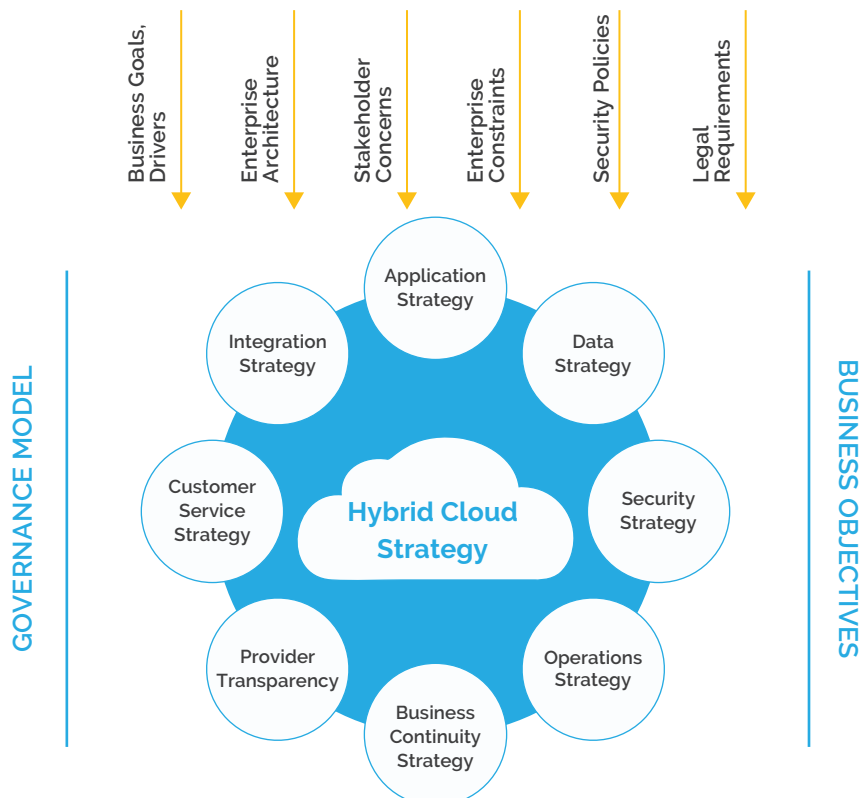 Business Goals,
Drivers
Enterprise
Architecture
Stakeholder
Concerns
Enterprise
Constraints
Security Policies
Legal
Requirements
Application
Strategy
Integration
Strategy
Data
Strategy
GOVERNANCE MODEL
Customer
Service
Strategy
Hybrid Cloud
Strategy
Security
Strategy
BUSINESS OBJECTIVES
Provider
Transparency
Operations
Strategy
Business
Continuity
Strategy